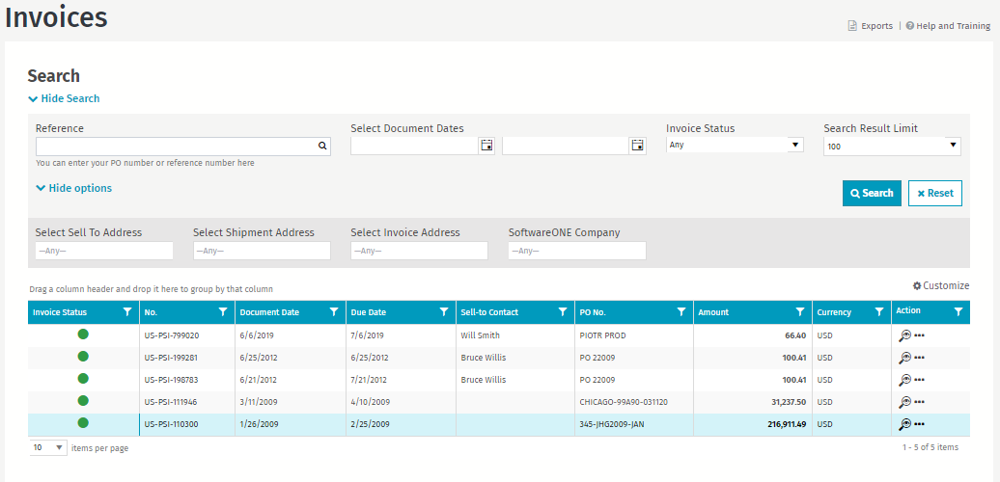 Invoices
Exports | Help and Training
Search
Hide Search
Reference Select Document Dates Invoice Status Search Result Limit
Any 100
You can enter your PO number or reference number here
Hide options Search Reset
Select Sell To Address Select Shipment Address Select Invoice Address SoftwareONE Company
—Any— —Any— —Any— —Any—
Drag a column header and drop it here to group by that column Customize
Invoice Status No. Document Date Due Date Sell-to Contact PO No. Amount Currency Action
US-PSI-799020 6/6/2019 7/6/2019 Will Smith PIOTR PROD 66.40 USD
US-PSI-199281 6/25/2012 6/25/2012 Bruce Willis PO 22009 100.41 USD
US-PSI-198783 6/21/2012 7/21/2012 Bruce Willis PO 22009 100.41 USD
US-PSI-111946 3/11/2009 4/10/2009 CHICAGO-99A90-031120 31,237.50 USD
US-PSI-110300 1/26/2009 2/25/2009 345-JHG2009-JAN 216,911.49 USD
10 items per page 1 - 5 of 5 items